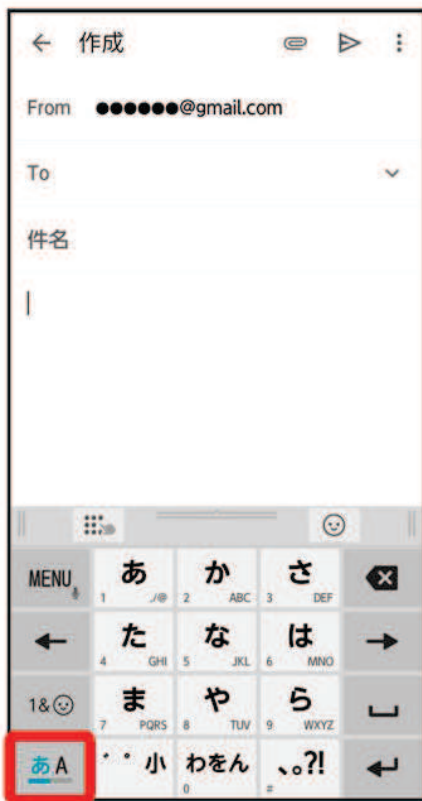 作成
From ●●●●●●@gmail.com
To
件名
MENU あ か さ
1 ./@ 2 ABC 3 DEF
た な は
4 GHI 5 JKL 6 MNO
1& ま や ら
7 PQRS 8 TUV 9 WXYZ
あA ゛゜小 わをん 、。?!
0 #